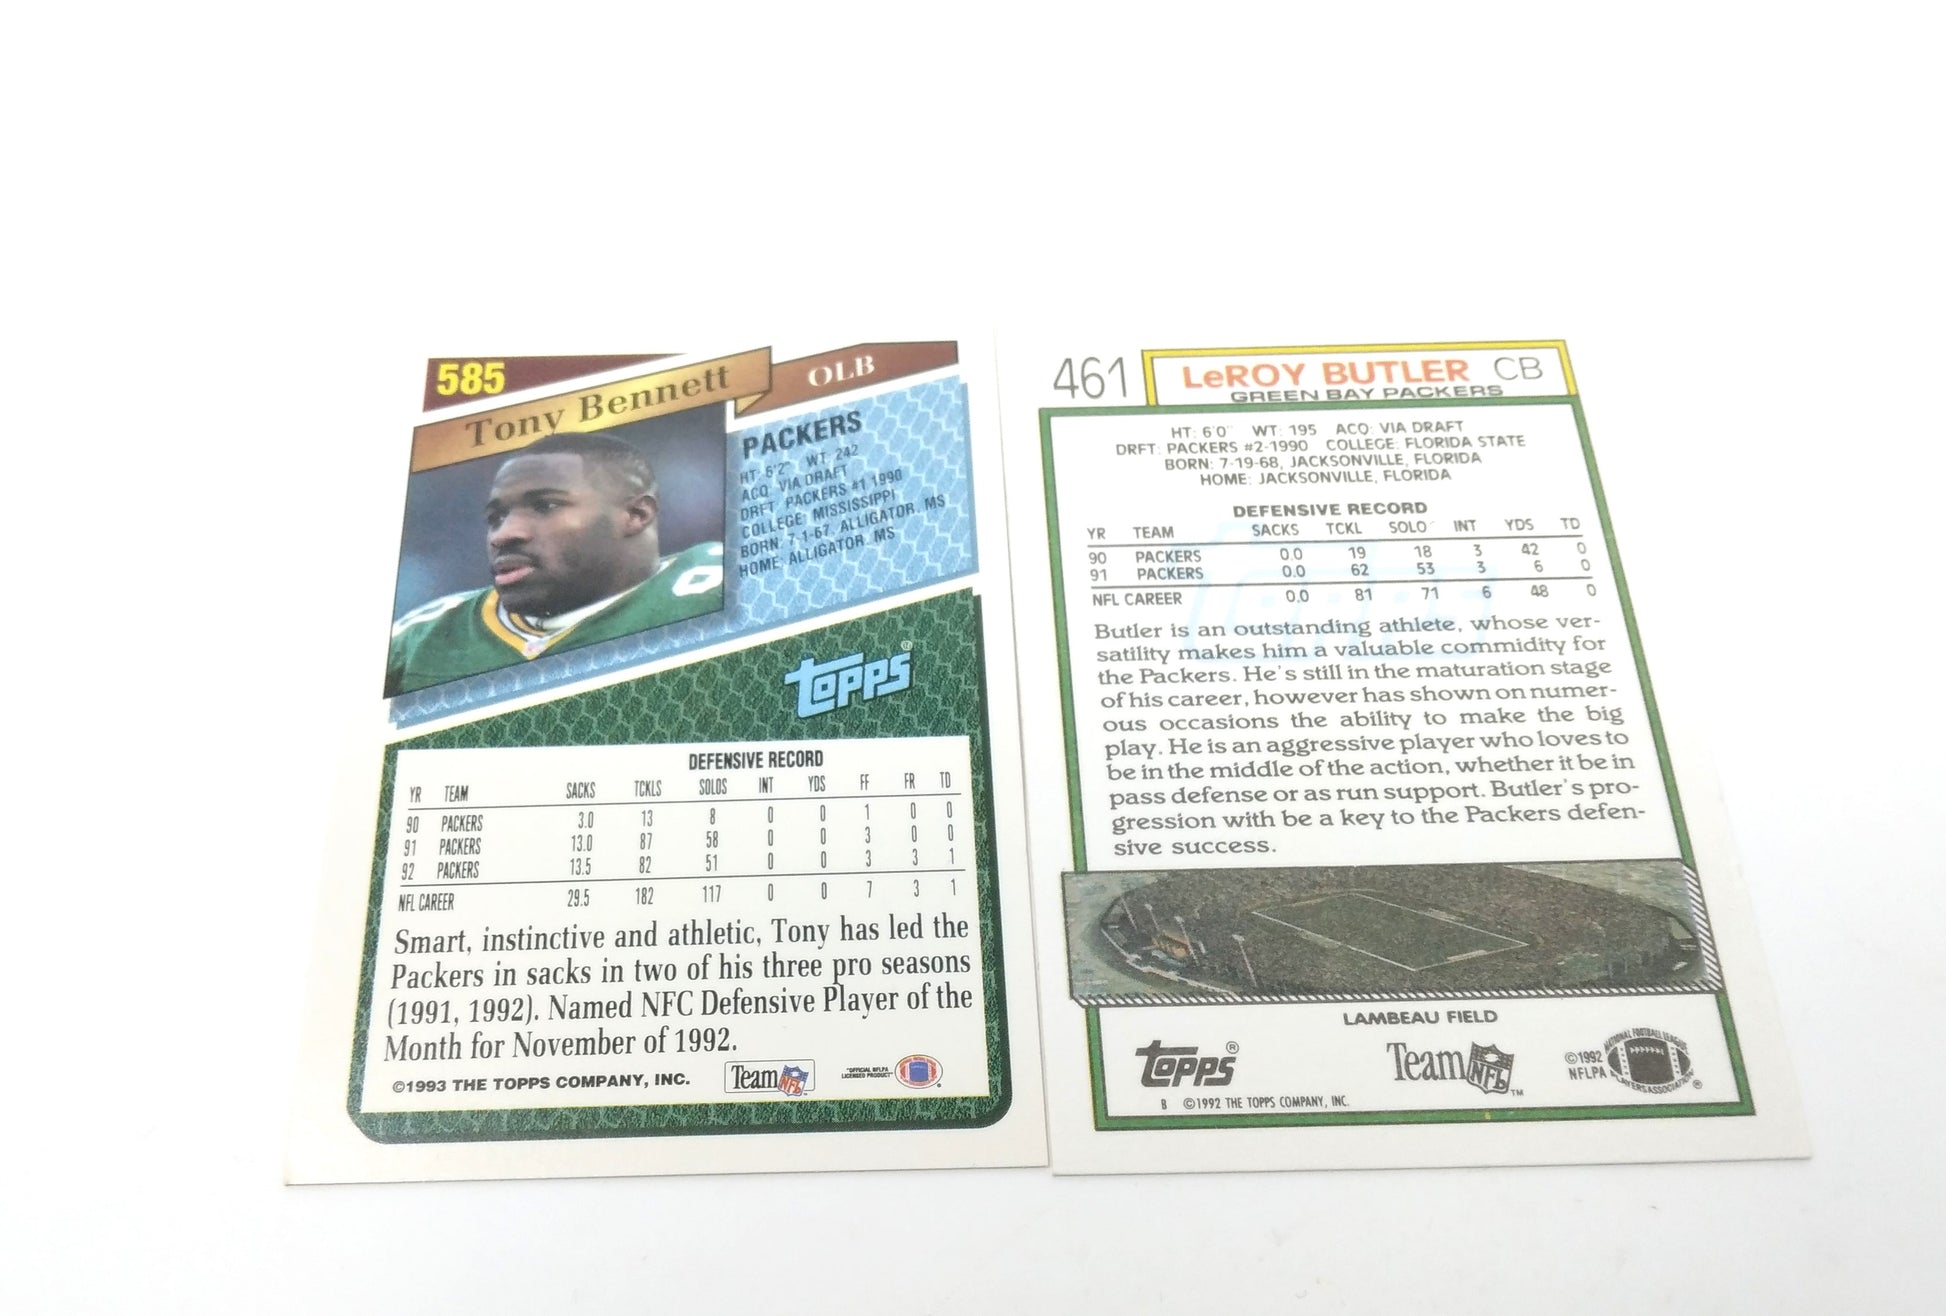 585
Tony Bennett
OLB
PACKERS
HT: 6'2" WT: 242
ACQ: VIA DRAFT
DRFT: PACKERS #1 1990
COLLEGE: MISSISSIPPI
BORN: 7-1-67, ALLIGATOR, MS
HOME: ALLIGATOR, MS
topps®
DEFENSIVE RECORD
YR TEAM SACKS TCKLS SOLOS INT YDS FF FR TD
90 PACKERS 3.0 13 8 0 0 1 0 0
91 PACKERS 13.0 87 58 0 0 3 0 0
92 PACKERS 13.5 82 51 0 0 3 3 1
NFL CAREER 29.5 182 117 0 0 7 3 1
Smart, instinctive and athletic, Tony has led the
Packers in sacks in two of his three pro seasons
(1991, 1992). Named NFC Defensive Player of the
Month for November of 1992.
©1993 THE TOPPS COMPANY, INC.
Team NFL
"OFFICIAL NFLPA
LICENSED PRODUCT"
461
LeROY BUTLER CB
GREEN BAY PACKERS
HT: 6'0" WT: 195 ACQ: VIA DRAFT
DRFT: PACKERS #2-1990 COLLEGE: FLORIDA STATE
BORN: 7-19-68, JACKSONVILLE, FLORIDA
HOME: JACKSONVILLE, FLORIDA
DEFENSIVE RECORD
YR TEAM SACKS TCKL SOLO INT YDS TD
90 PACKERS 0.0 19 18 3 42 0
91 PACKERS 0.0 62 53 3 6 0
NFL CAREER 0.0 81 71 6 48 0
Topps
Butler is an outstanding athlete, whose ver-
satility makes him a valuable commidity for
the Packers. He's still in the maturation stage
of his career, however has shown on numer-
ous occasions the ability to make the big
play. He is an aggressive player who loves to
be in the middle of the action, whether it be in
pass defense or as run support. Butler's pro-
gression with be a key to the Packers defen-
sive success.
LAMBEAU FIELD
Topps®
Team NFL™
©1992
NFLPA
NATIONAL FOOTBALL LEAGUE
PLAYERS ASSOCIATION
®
B ©1992 THE TOPPS COMPANY, INC.